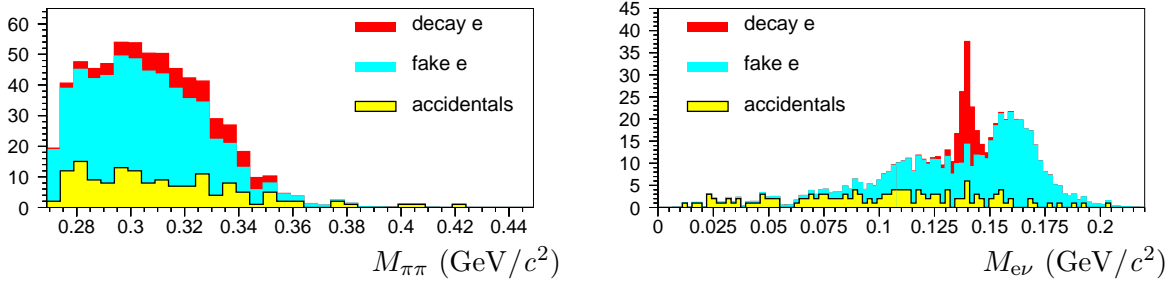 60
50
40
30
20
10
0
0.28 0.3 0.32 0.34 0.36 0.38 0.4 0.42 0.44
decay e
fake e
accidentals
M_ππ (GeV/c²)
45
40
35
30
25
20
15
10
5
0
0 0.025 0.05 0.075 0.1 0.125 0.15 0.175 0.2
decay e
fake e
accidentals
M_eν (GeV/c²)